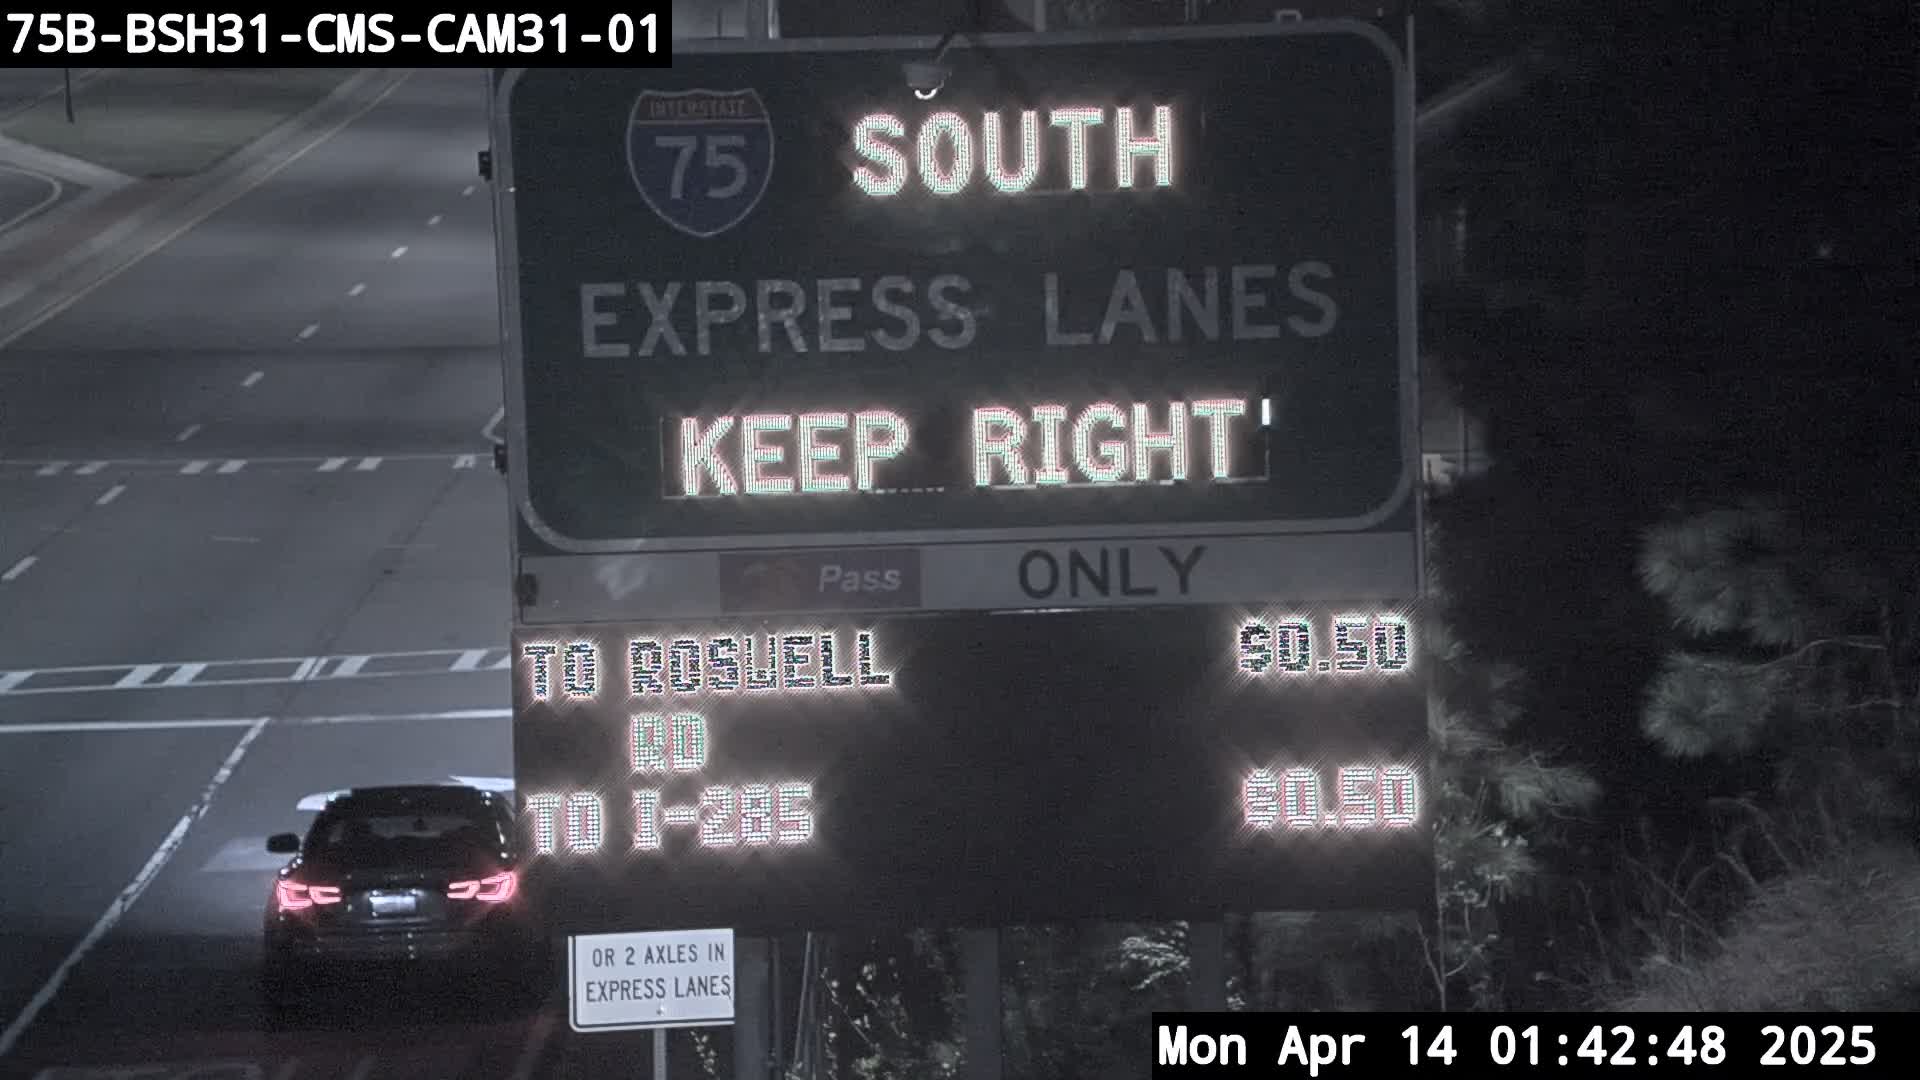 75B-BSH31-CMS-CAM31-01
INTERSTATE
75
SOUTH
EXPRESS LANES
KEEP RIGHT
Pass
ONLY
TO ROSWELL $0.50
RD
TO I-285 $0.50
OR 2 AXLES IN
EXPRESS LANES
Mon Apr 14 01:42:48 2025